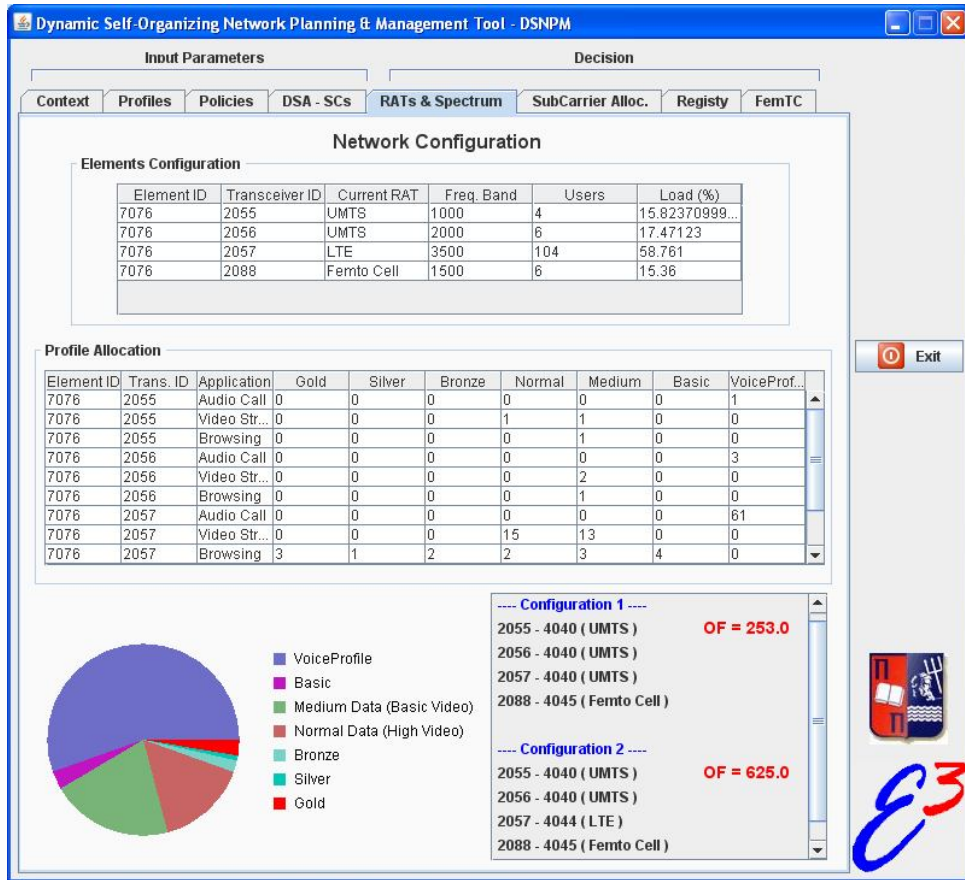 Dynamic Self-Organizing Network Planning & Management Tool - DSNPM
Input Parameters Decision
Context Profiles Policies DSA - SCs RATs & Spectrum SubCarrier Alloc. Registy FemTC
Network Configuration
Elements Configuration
Element ID Transceiver ID Current RAT Freq. Band Users Load (%)
7076 2055 UMTS 1000 4 15.82370999...
7076 2056 UMTS 2000 6 17.47123
7076 2057 LTE 3500 104 58.761
7076 2088 Femto Cell 1500 6 15.36
Profile Allocation
Element ID Trans. ID Application Gold Silver Bronze Normal Medium Basic VoiceProf...
7076 2055 Audio Call 0 0 0 0 0 0 1
7076 2055 Video Str... 0 0 0 1 1 0 0
7076 2055 Browsing 0 0 0 0 1 0 0
7076 2056 Audio Call 0 0 0 0 0 0 3
7076 2056 Video Str... 0 0 0 0 2 0 0
7076 2056 Browsing 0 0 0 0 1 0 0
7076 2057 Audio Call 0 0 0 0 0 0 61
7076 2057 Video Str... 0 0 0 15 13 0 0
7076 2057 Browsing 3 1 2 2 3 4 0
Exit
VoiceProfile
Basic
Medium Data (Basic Video)
Normal Data (High Video)
Bronze
Silver
Gold
---- Configuration 1 ----
2055 - 4040 ( UMTS ) OF = 253.0
2056 - 4040 ( UMTS )
2057 - 4040 ( UMTS )
2088 - 4045 ( Femto Cell )
---- Configuration 2 ----
2055 - 4040 ( UMTS ) OF = 625.0
2056 - 4040 ( UMTS )
2057 - 4044 ( LTE )
2088 - 4045 ( Femto Cell )
Π
Π
E3